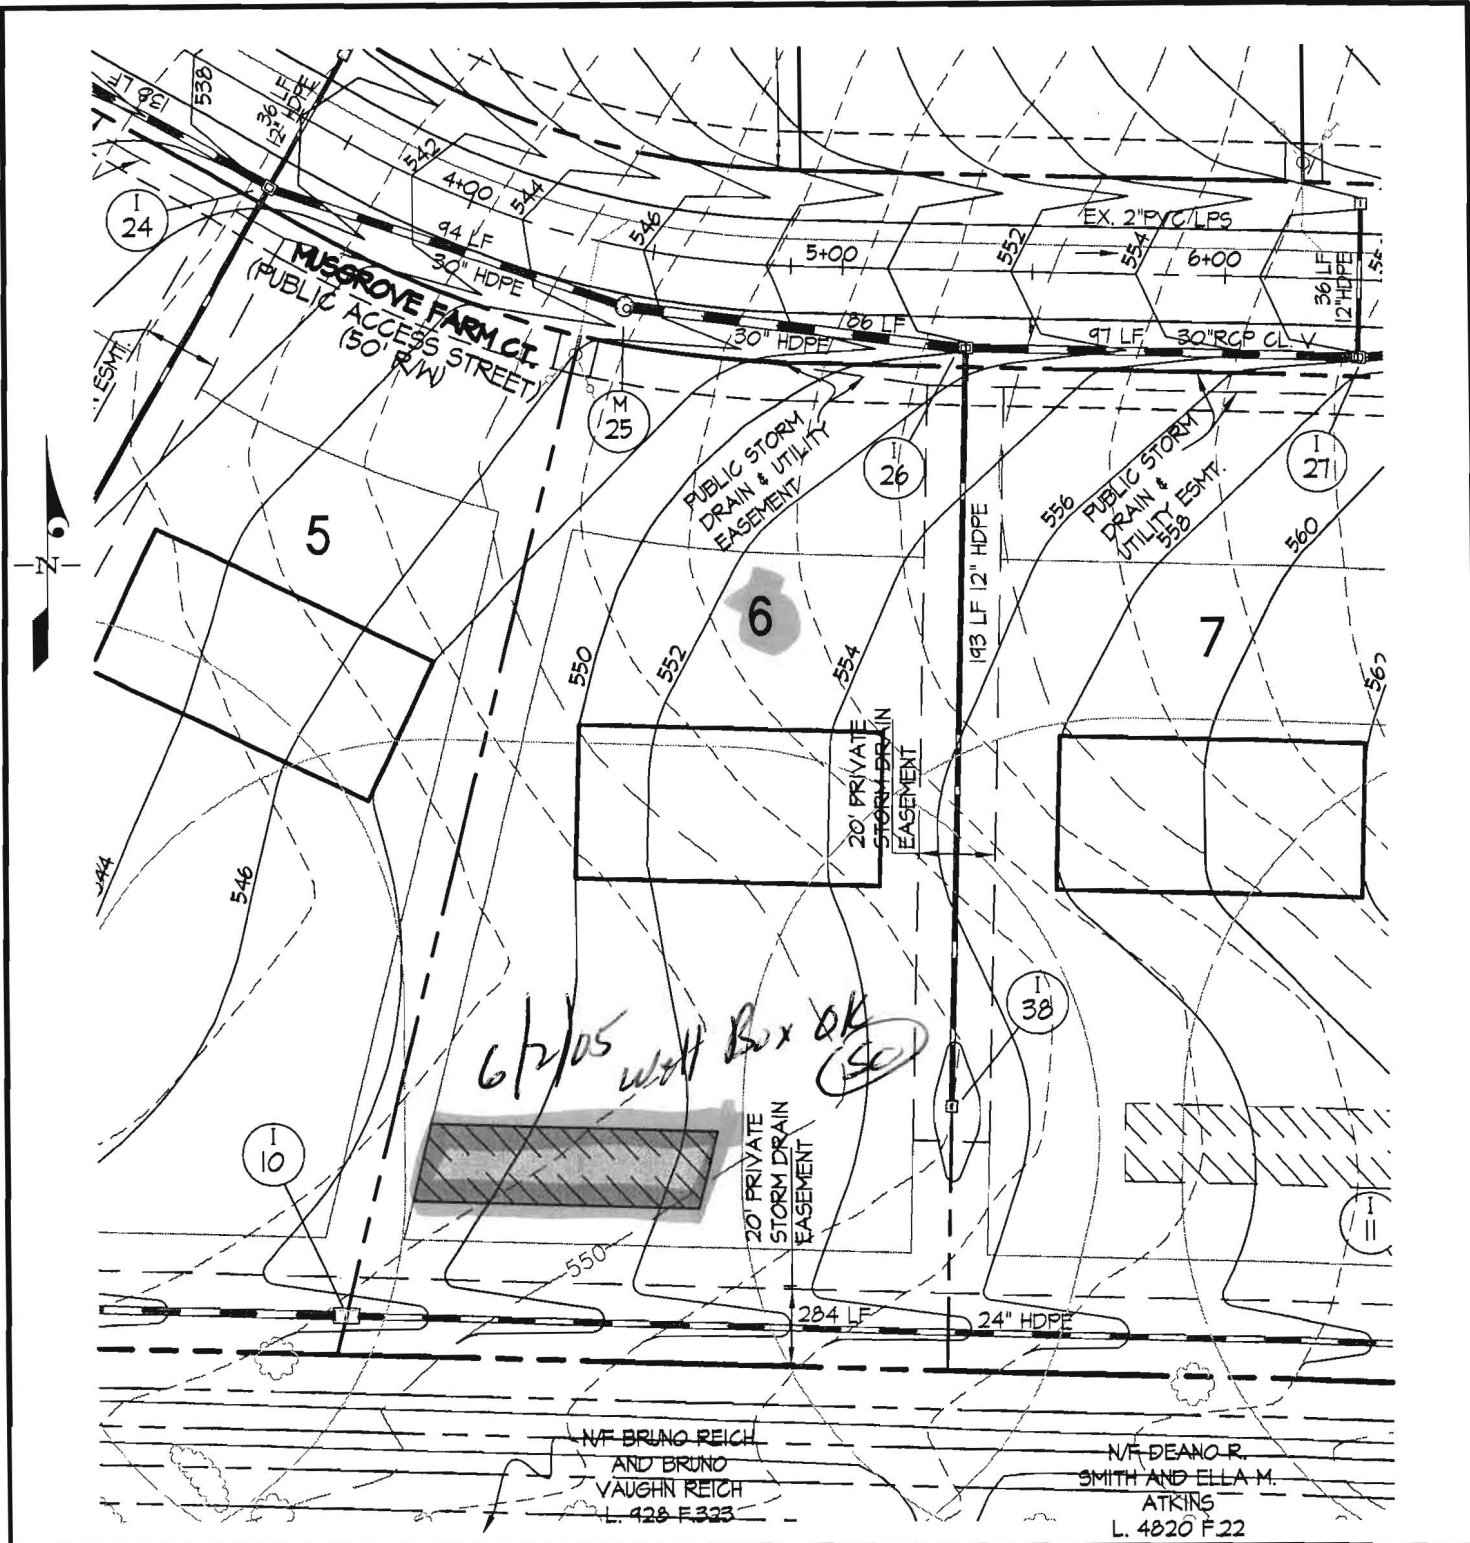 138 LF
538
36 LF
12" HDPE
542
4+00
544
I
24
94 LF
30" HDPE
546
5+00
552
EX. 2"PVC LPS
554
6+00
36 LF
12"HDPE
MUSGROVE FARM CT.
(PUBLIC ACCESS STREET)
(50' R/W)
ESMT.
30" HDPE
186 LF
97 LF
30"RCP CL. V
M
25
PUBLIC STORM
DRAIN & UTILITY
EASEMENT
I
26
PUBLIC STORM
DRAIN &
UTILITY ESMT.
I
27
556
558
560
N
5
6
7
193 LF 12" HDPE
550
552
554
20' PRIVATE
STORM DRAIN
EASEMENT
544
546
6/2/05 Well Box OK
(SC)
I
38
I
10
20' PRIVATE
STORM DRAIN
EASEMENT
I
11
550
284 LF
24" HDPE
N/F BRUNO REICH
AND BRUNO
VAUGHN REICH
L. 928 F.323
N/F DEANO R.
SMITH AND ELLA M.
ATKINS
L. 4820 F.22